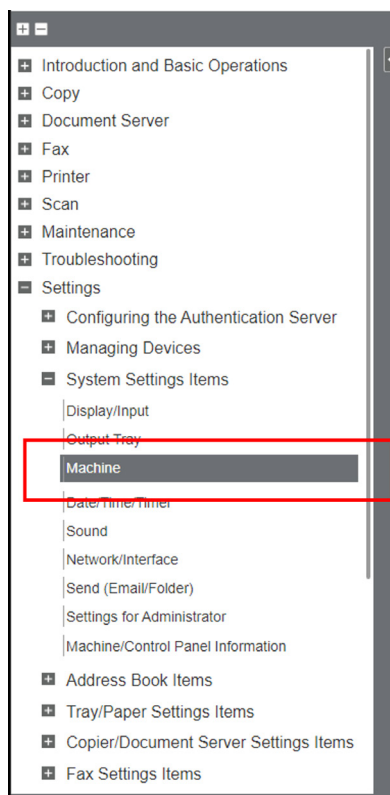 Introduction and Basic Operations
Copy
Document Server
Fax
Printer
Scan
Maintenance
Troubleshooting
Settings
Configuring the Authentication Server
Managing Devices
System Settings Items
Display/Input
Output Tray
Machine
Date/Time/Timer
Sound
Network/Interface
Send (Email/Folder)
Settings for Administrator
Machine/Control Panel Information
Address Book Items
Tray/Paper Settings Items
Copier/Document Server Settings Items
Fax Settings Items